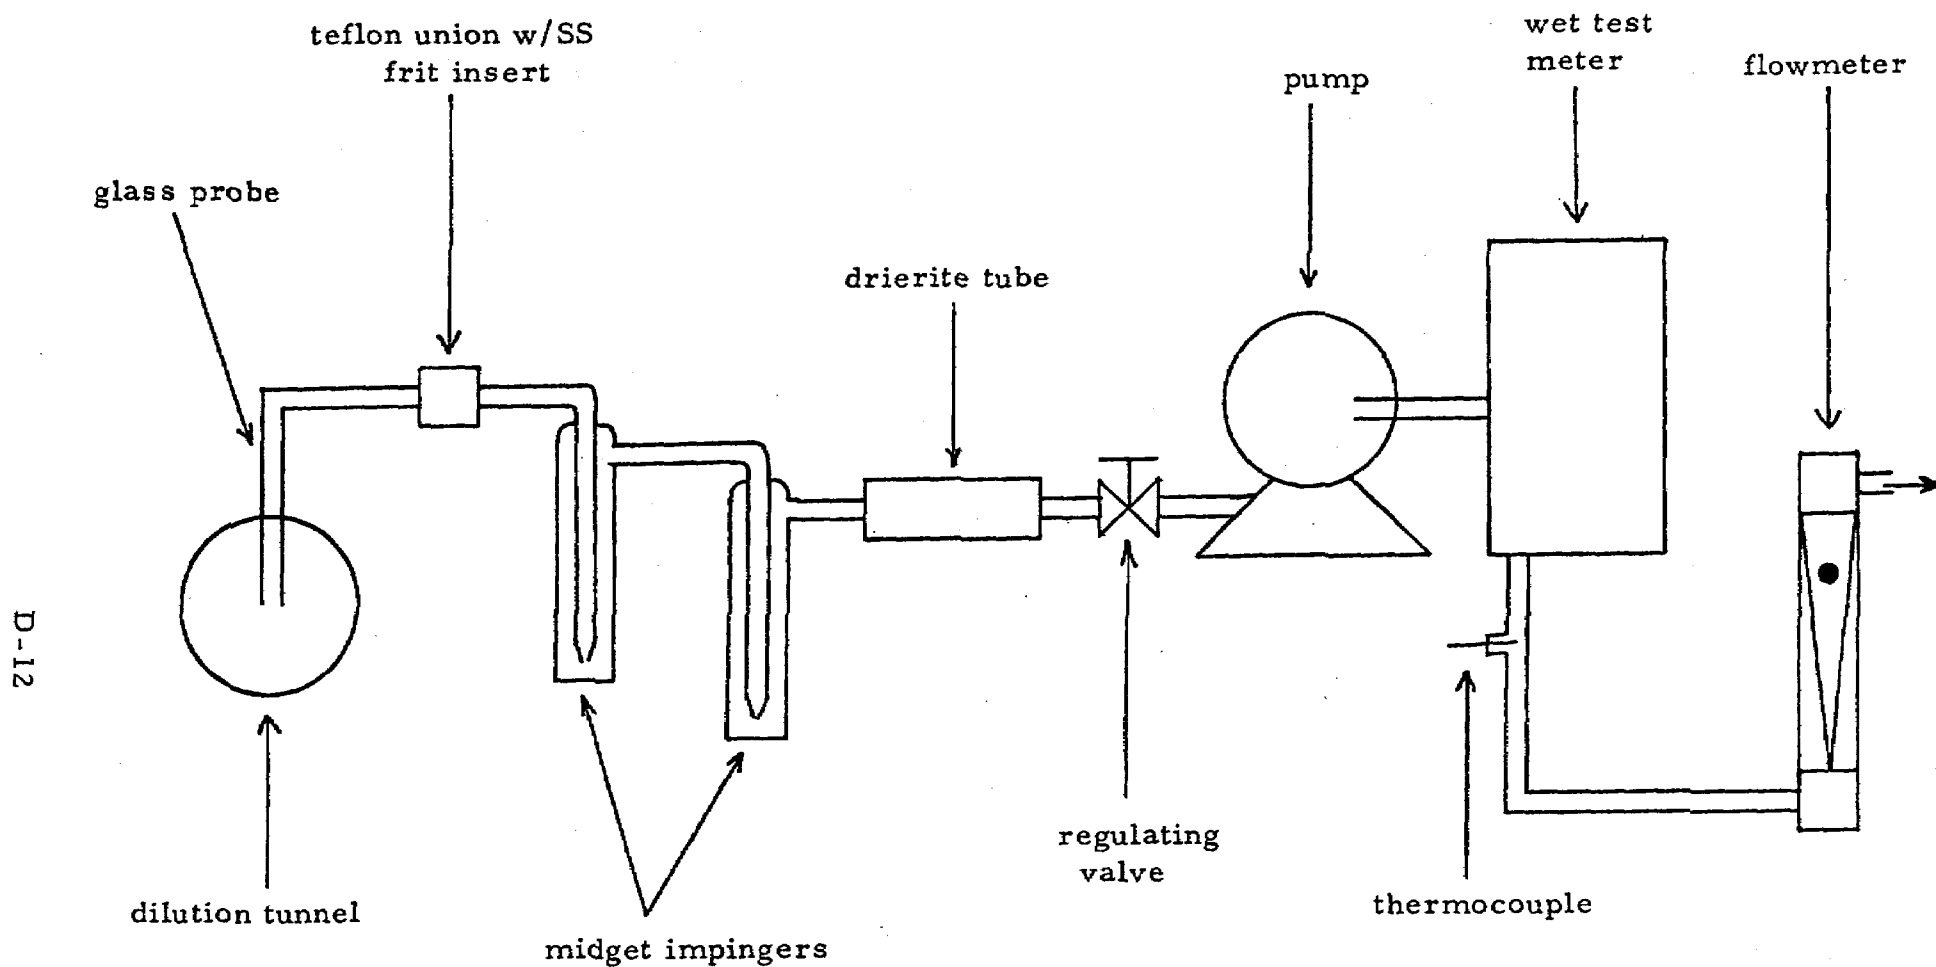 teflon union w/SS
frit insert
wet test
meter
pump
flowmeter
glass probe
drierite tube
D-12
regulating
valve
dilution tunnel
thermocouple
midget impingers